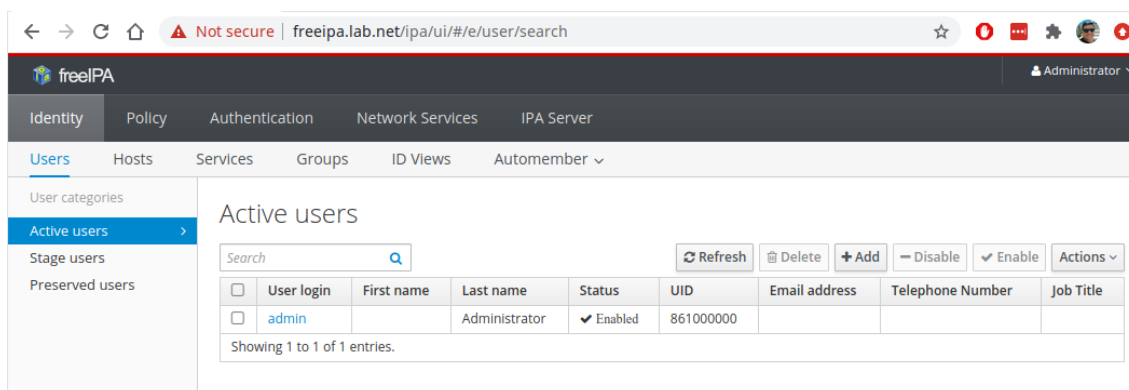 Not secure | freeipa.lab.net/ipa/ui/#/e/user/search
freeIPA Administrator
Identity Policy Authentication Network Services IPA Server
Users Hosts Services Groups ID Views Automember
User categories
Active users
Stage users
Preserved users
Active users
Search Refresh Delete Add Disable Enable Actions
User login First name Last name Status UID Email address Telephone Number Job Title
admin Administrator Enabled 861000000
Showing 1 to 1 of 1 entries.